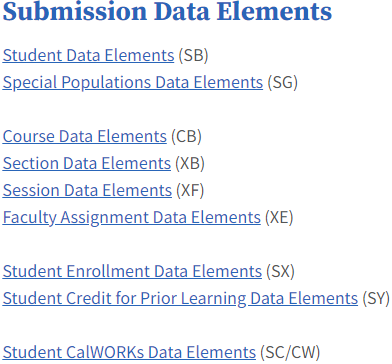 Submission Data Elements
Student Data Elements (SB)
Special Populations Data Elements (SG)
Course Data Elements (CB)
Section Data Elements (XB)
Session Data Elements (XF)
Faculty Assignment Data Elements (XE)
Student Enrollment Data Elements (SX)
Student Credit for Prior Learning Data Elements (SY)
Student CalWORKs Data Elements (SC/CW)